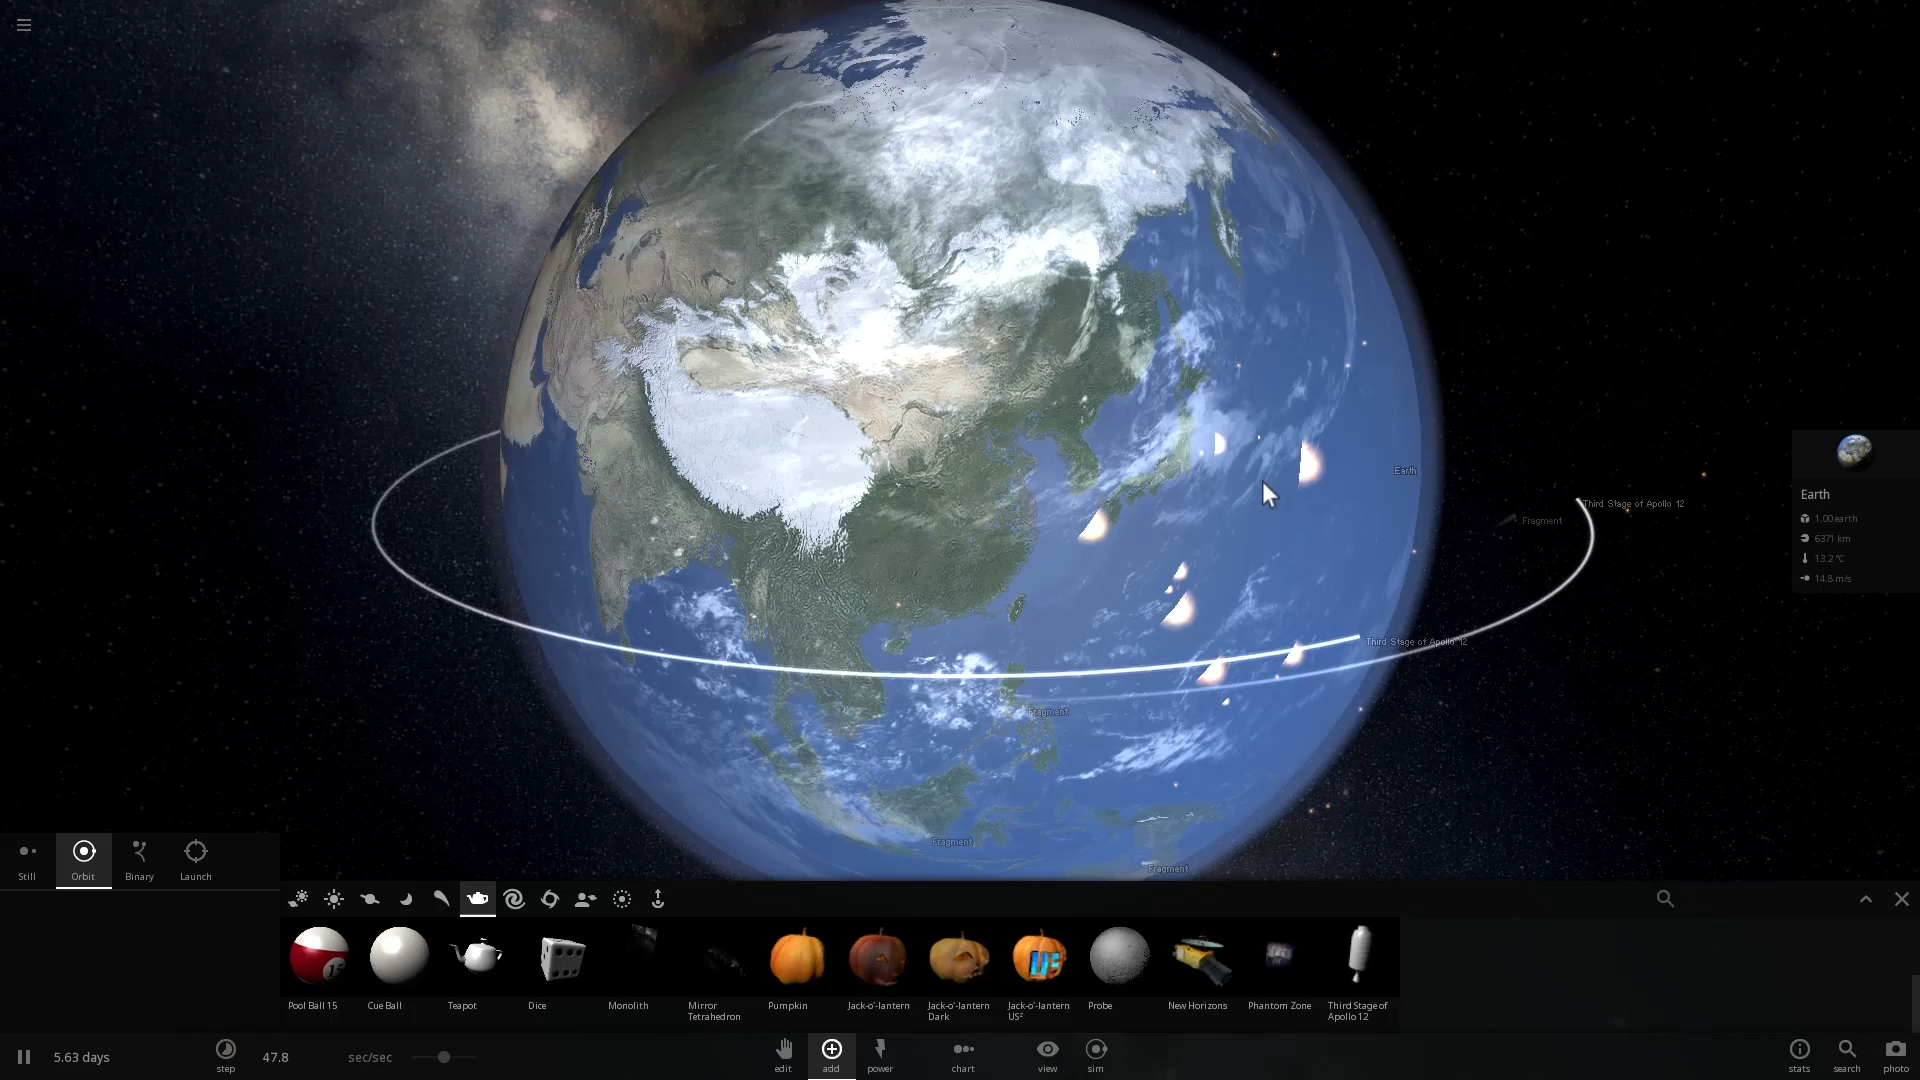 Earth
Third Stage of Apollo 12
Fragment
Earth
1.00 earth
6371 km
13.2 °C
14.8 m/s
Third Stage of Apollo 12
Fragment
Fragment
Fragment
Still
Orbit
Binary
Launch
15
Pool Ball 15
Cue Ball
Teapot
Dice
Monolith
Mirror
Tetrahedron
Pumpkin
Jack-o'-lantern
Jack-o'-lantern
Dark
Jack-o'-lantern
US²
Probe
New Horizons
Phantom Zone
Third Stage of
Apollo 12
5.63 days
step
47.8
sec/sec
edit
add
power
chart
view
sim
stats
search
photo